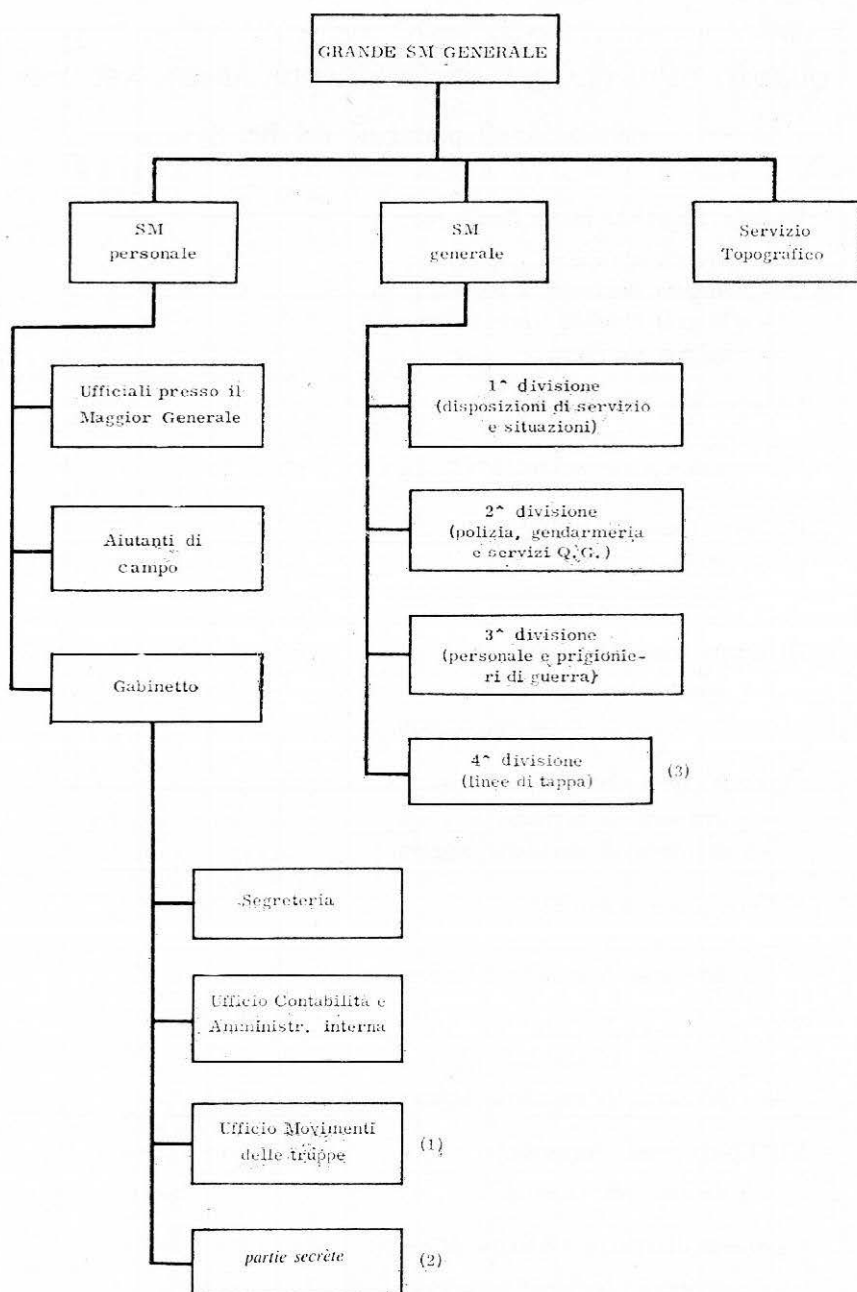 GRANDE SM GENERALE
SM
personale
SM
generale
Servizio
Topografico
Ufficiali presso il
Maggior Generale
Aiutanti di
campo
Gabinetto
1^ divisione
(disposizioni di servizio
e situazioni)
2^ divisione
(polizia, gendarmeria
e servizi Q.G.)
3^ divisione
(personale e prigionie-
ri di guerra)
4^ divisione
(linee di tappa)
(3)
Segreteria
Ufficio Contabilità e
Amministr. interna
Ufficio Movimenti
delle truppe
(1)
partie secrète
(2)